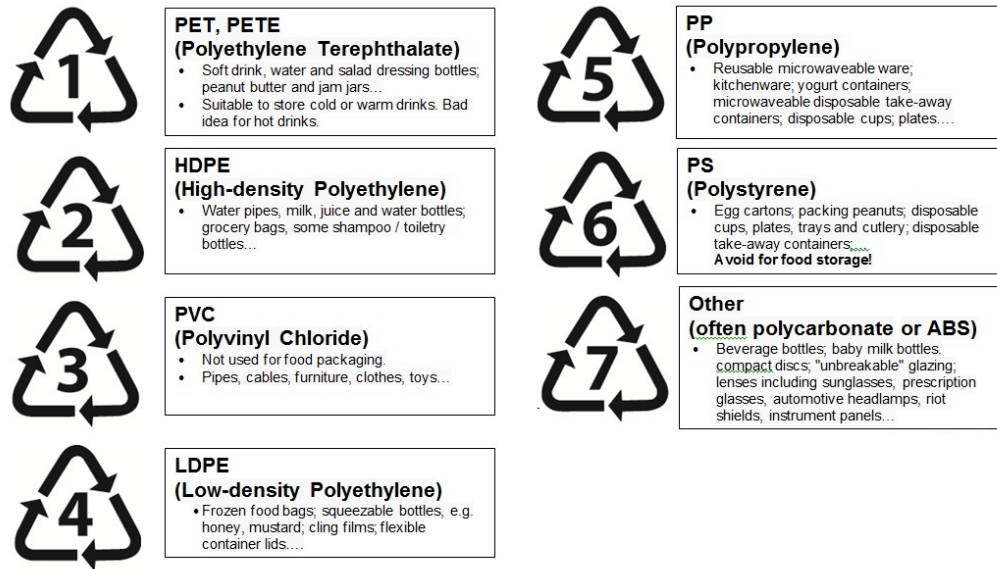 1
PET, PETE
(Polyethylene Terephthalate)
• Soft drink, water and salad dressing bottles;
peanut butter and jam jars…
• Suitable to store cold or warm drinks. Bad
idea for hot drinks.
2
HDPE
(High-density Polyethylene)
• Water pipes, milk, juice and water bottles;
grocery bags, some shampoo / toiletry
bottles…
3
PVC
(Polyvinyl Chloride)
• Not used for food packaging.
• Pipes, cables, furniture, clothes, toys…
4
LDPE
(Low-density Polyethylene)
• Frozen food bags; squeezable bottles, e.g.
honey, mustard; cling films; flexible
container lids….
5
PP
(Polypropylene)
• Reusable microwaveable ware;
kitchenware; yogurt containers;
microwaveable disposable take-away
containers; disposable cups; plates….
6
PS
(Polystyrene)
• Egg cartons; packing peanuts; disposable
cups, plates, trays and cutlery; disposable
take-away containers;....
Avoid for food storage!
7
Other
(often polycarbonate or ABS)
• Beverage bottles; baby milk bottles.
compact discs; "unbreakable" glazing;
lenses including sunglasses, prescription
glasses, automotive headlamps, riot
shields, instrument panels…